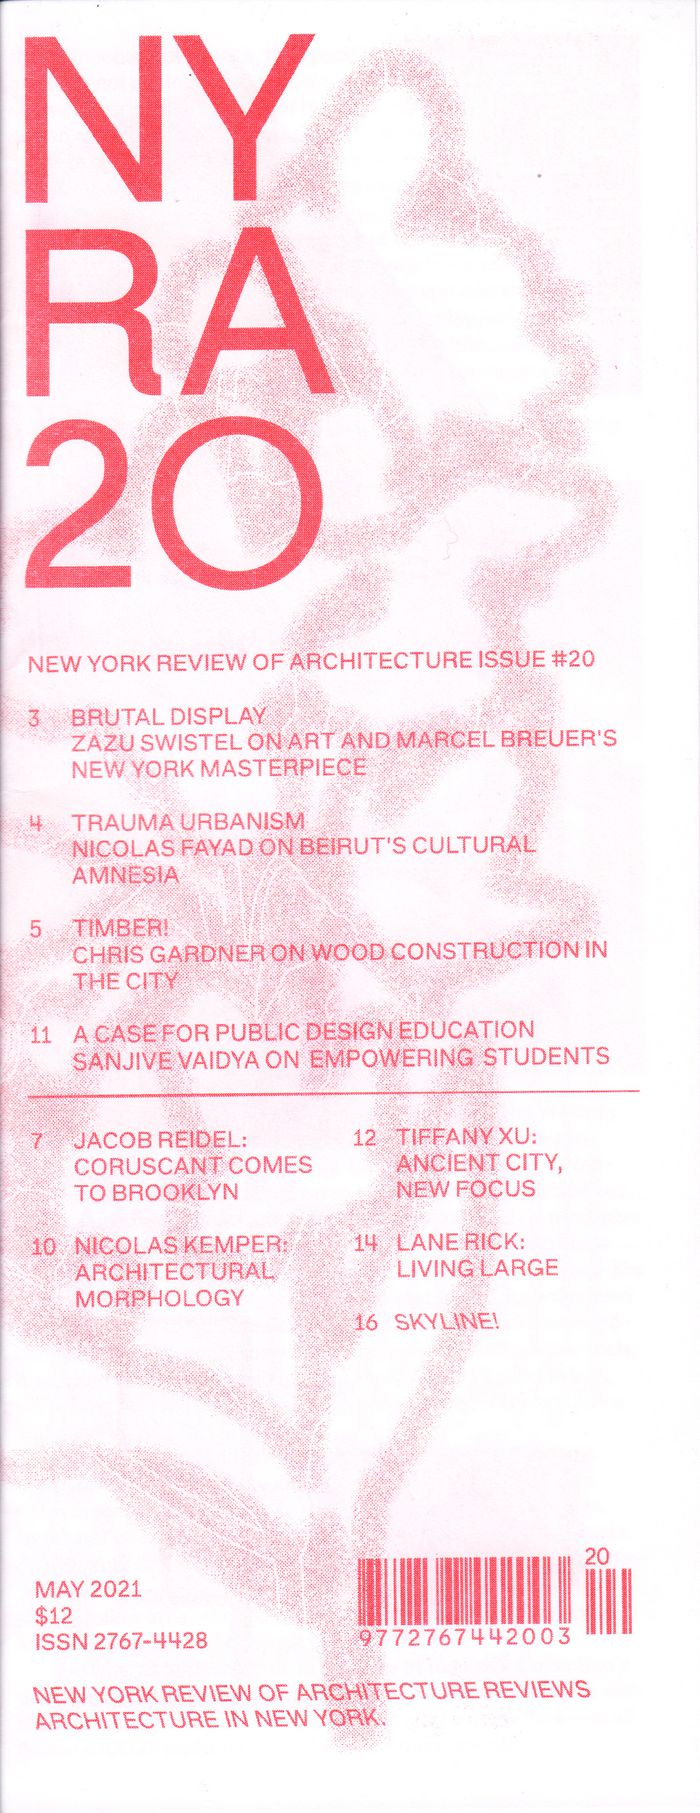 NY
RA
20
NEW YORK REVIEW OF ARCHITECTURE ISSUE #20
3 BRUTAL DISPLAY
ZAZU SWISTEL ON ART AND MARCEL BREUER'S
NEW YORK MASTERPIECE
4 TRAUMA URBANISM
NICOLAS FAYAD ON BEIRUT'S CULTURAL
AMNESIA
5 TIMBER!
CHRIS GARDNER ON WOOD CONSTRUCTION IN
THE CITY
11 A CASE FOR PUBLIC DESIGN EDUCATION
SANJIVE VAIDYA ON EMPOWERING STUDENTS
7 JACOB REIDEL:
CORUSCANT COMES
TO BROOKLYN
10 NICOLAS KEMPER:
ARCHITECTURAL
MORPHOLOGY
12 TIFFANY XU:
ANCIENT CITY,
NEW FOCUS
14 LANE RICK:
LIVING LARGE
16 SKYLINE!
MAY 2021
$12
ISSN 2767-4428
20
9772767442003
NEW YORK REVIEW OF ARCHITECTURE REVIEWS
ARCHITECTURE IN NEW YORK.